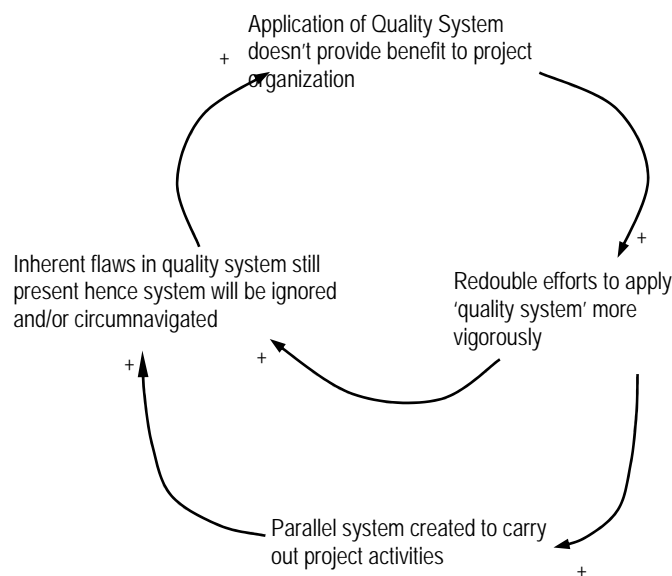 Application of Quality System
doesn't provide benefit to project
organization
+
+
Inherent flaws in quality system still
present hence system will be ignored
and/or circumnavigated
Redouble efforts to apply
'quality system' more
vigorously
+
+
Parallel system created to carry
out project activities
+